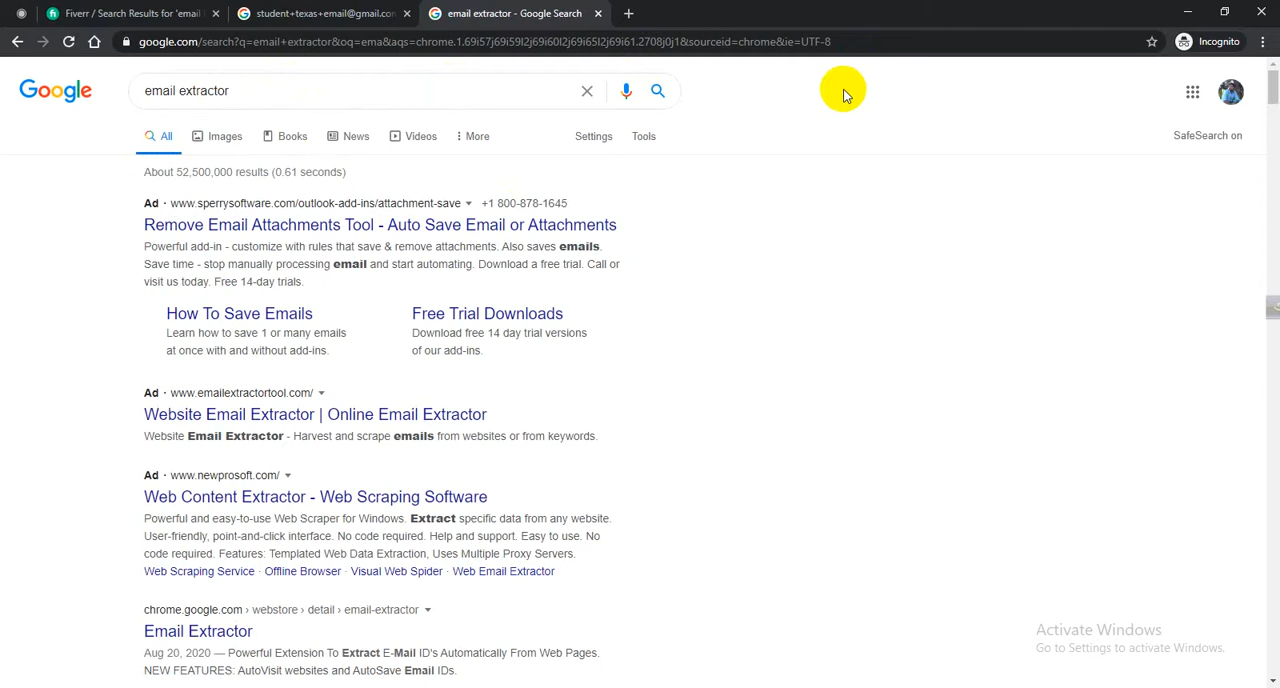 Fiverr / Search Results for 'email
student+texas+email@gmail.con
email extractor - Google Search
google.com/search?q=email+extractor&oq=ema&aqs=chrome.1.69i57j69i59l2j69i60l2j69i65l2j69i61.2708j0j1&sourceid=chrome&ie=UTF-8
Incognito
Google
email extractor
All Images Books News Videos More Settings Tools
SafeSearch on
About 52,500,000 results (0.61 seconds)
Ad · www.sperrysoftware.com/outlook-add-ins/attachment-save +1 800-878-1645
Remove Email Attachments Tool - Auto Save Email or Attachments
Powerful add-in - customize with rules that save & remove attachments. Also saves emails.
Save time - stop manually processing email and start automating. Download a free trial. Call or
visit us today. Free 14-day trials.
How To Save Emails
Learn how to save 1 or many emails
at once with and without add-ins.
Free Trial Downloads
Download free 14 day trial versions
of our add-ins.
Ad · www.emailextractortool.com/
Website Email Extractor | Online Email Extractor
Website Email Extractor - Harvest and scrape emails from websites or from keywords.
Ad · www.newprosoft.com/
Web Content Extractor - Web Scraping Software
Powerful and easy-to-use Web Scraper for Windows. Extract specific data from any website.
User-friendly, point-and-click interface. No code required. Help and support. Easy to use. No
code required. Features: Templated Web Data Extraction, Uses Multiple Proxy Servers.
Web Scraping Service · Offline Browser · Visual Web Spider · Web Email Extractor
chrome.google.com › webstore › detail › email-extractor
Email Extractor
Aug 20, 2020 — Powerful Extension To Extract E-Mail ID's Automatically From Web Pages.
NEW FEATURES: AutoVisit websites and AutoSave Email IDs.
Activate Windows
Go to Settings to activate Windows.